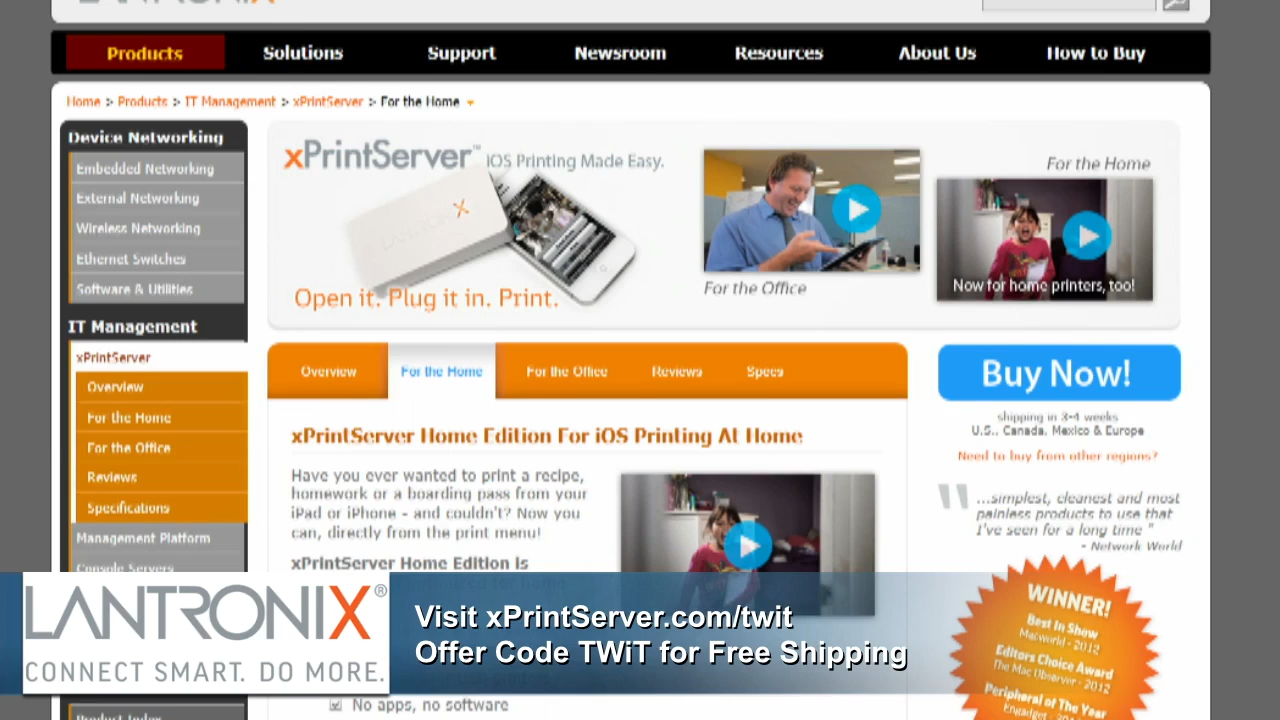 LANTRONIX
Products
Solutions
Support
Newsroom
Resources
About Us
How to Buy
Home > Products > IT Management > xPrintServer > For the Home
Device Networking
Embedded Networking
External Networking
Wireless Networking
Ethernet Switches
Software & Utilities
IT Management
xPrintServer
Overview
For the Home
For the Office
Reviews
Specifications
Management Platform
Console Servers
Product Index
xPrintServer™ iOS Printing Made Easy.
LANTRONIX X
Open it. Plug it in. Print.
For the Office
For the Home
Now for home printers, too!
Overview
For the Home
For the Office
Reviews
Specs
xPrintServer Home Edition For iOS Printing At Home
Have you ever wanted to print a recipe,
homework or a boarding pass from your
iPad or iPhone - and couldn't? Now you
can, directly from the print menu!
xPrintServer Home Edition is
No apps, no software
Buy Now!
shipping in 3-4 weeks
U.S., Canada, Mexico & Europe
Need to buy from other regions?
" ...simplest, cleanest and most
painless products to use that
I've seen for a long time "
- Network World
WINNER!
Best In Show
Macworld - 2012
Editors Choice Award
The Mac Observer - 2012
Peripheral of The Year
Engadget - 2012
LANTRONIX®
CONNECT SMART. DO MORE.
Visit xPrintServer.com/twit
Offer Code TWiT for Free Shipping